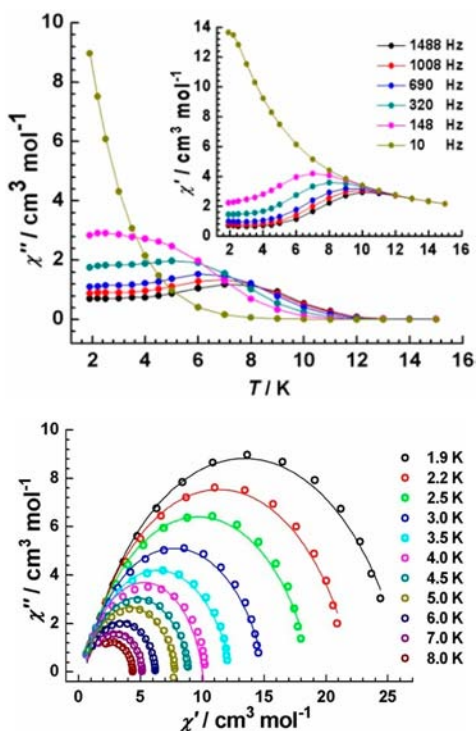 10
8
6
4
2
0
χ'' / cm³ mol⁻¹
14
12
10
8
6
4
2
0
χ' / cm³ mol⁻¹
2 4 6 8 10 12 14 16
T / K
1488 Hz
1008 Hz
690 Hz
320 Hz
148 Hz
10 Hz
2 4 6 8 10 12 14 16
T / K
10
8
6
4
2
0
χ'' / cm³ mol⁻¹
1.9 K
2.2 K
2.5 K
3.0 K
3.5 K
4.0 K
4.5 K
5.0 K
6.0 K
7.0 K
8.0 K
0 5 10 15 20 25
χ' / cm³ mol⁻¹